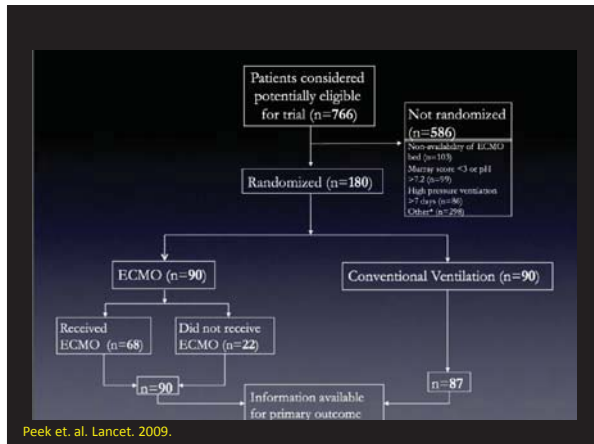 Patients considered
potentially eligible
for trial (n=766)
Not randomized
(n=586)
Non-availability of ECMO
bed (n=103)
Murray score <3 or pH
>7.2 (n=99)
High pressure ventilation
>7 days (n=86)
Other* (n=298)
Randomized (n=180)
ECMO (n=90)
Conventional Ventilation (n=90)
Received
ECMO (n=68)
Did not receive
ECMO (n=22)
n=90
n=87
Information available
for primary outcome
Peek et. al. Lancet. 2009.